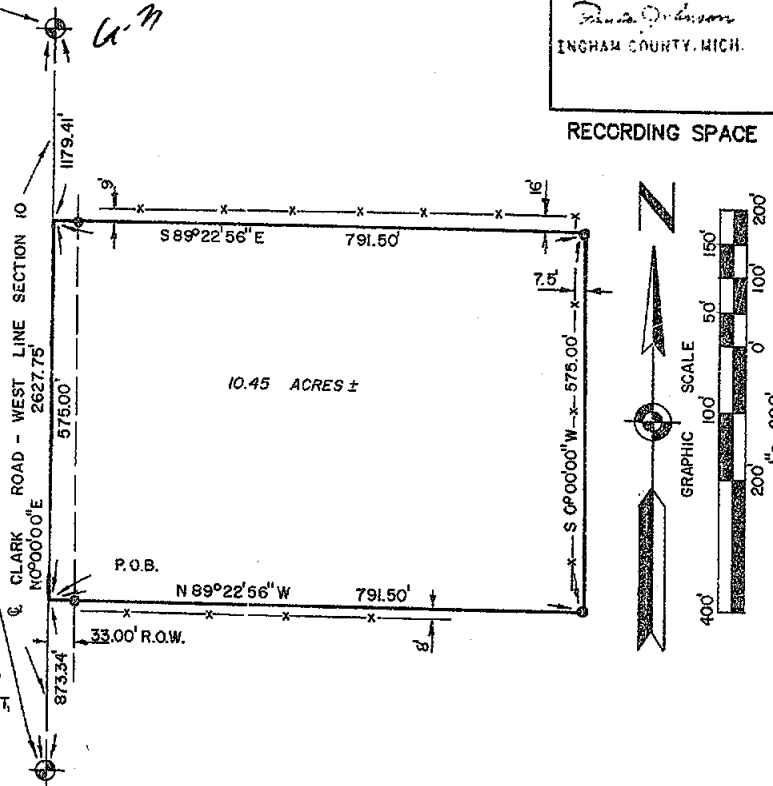 INGHAM COUNTY, MICH.
RECORDING SPACE
1179.41'
9'
16'
S 89°22'56" E 791.50'
7.5'
℄ CLARK ROAD - WEST LINE SECTION 10
N 0°00'00" E 2627.75'
575.00'
10.45 ACRES ±
S 0°00'00" W 575.00'
P.O.B.
N 89°22'56" W 791.50'
33.00' R.O.W.
8'
873.34'
T,
N
GRAPHIC SCALE
400'
200'
100'
0'
50'
100'
150'
200'